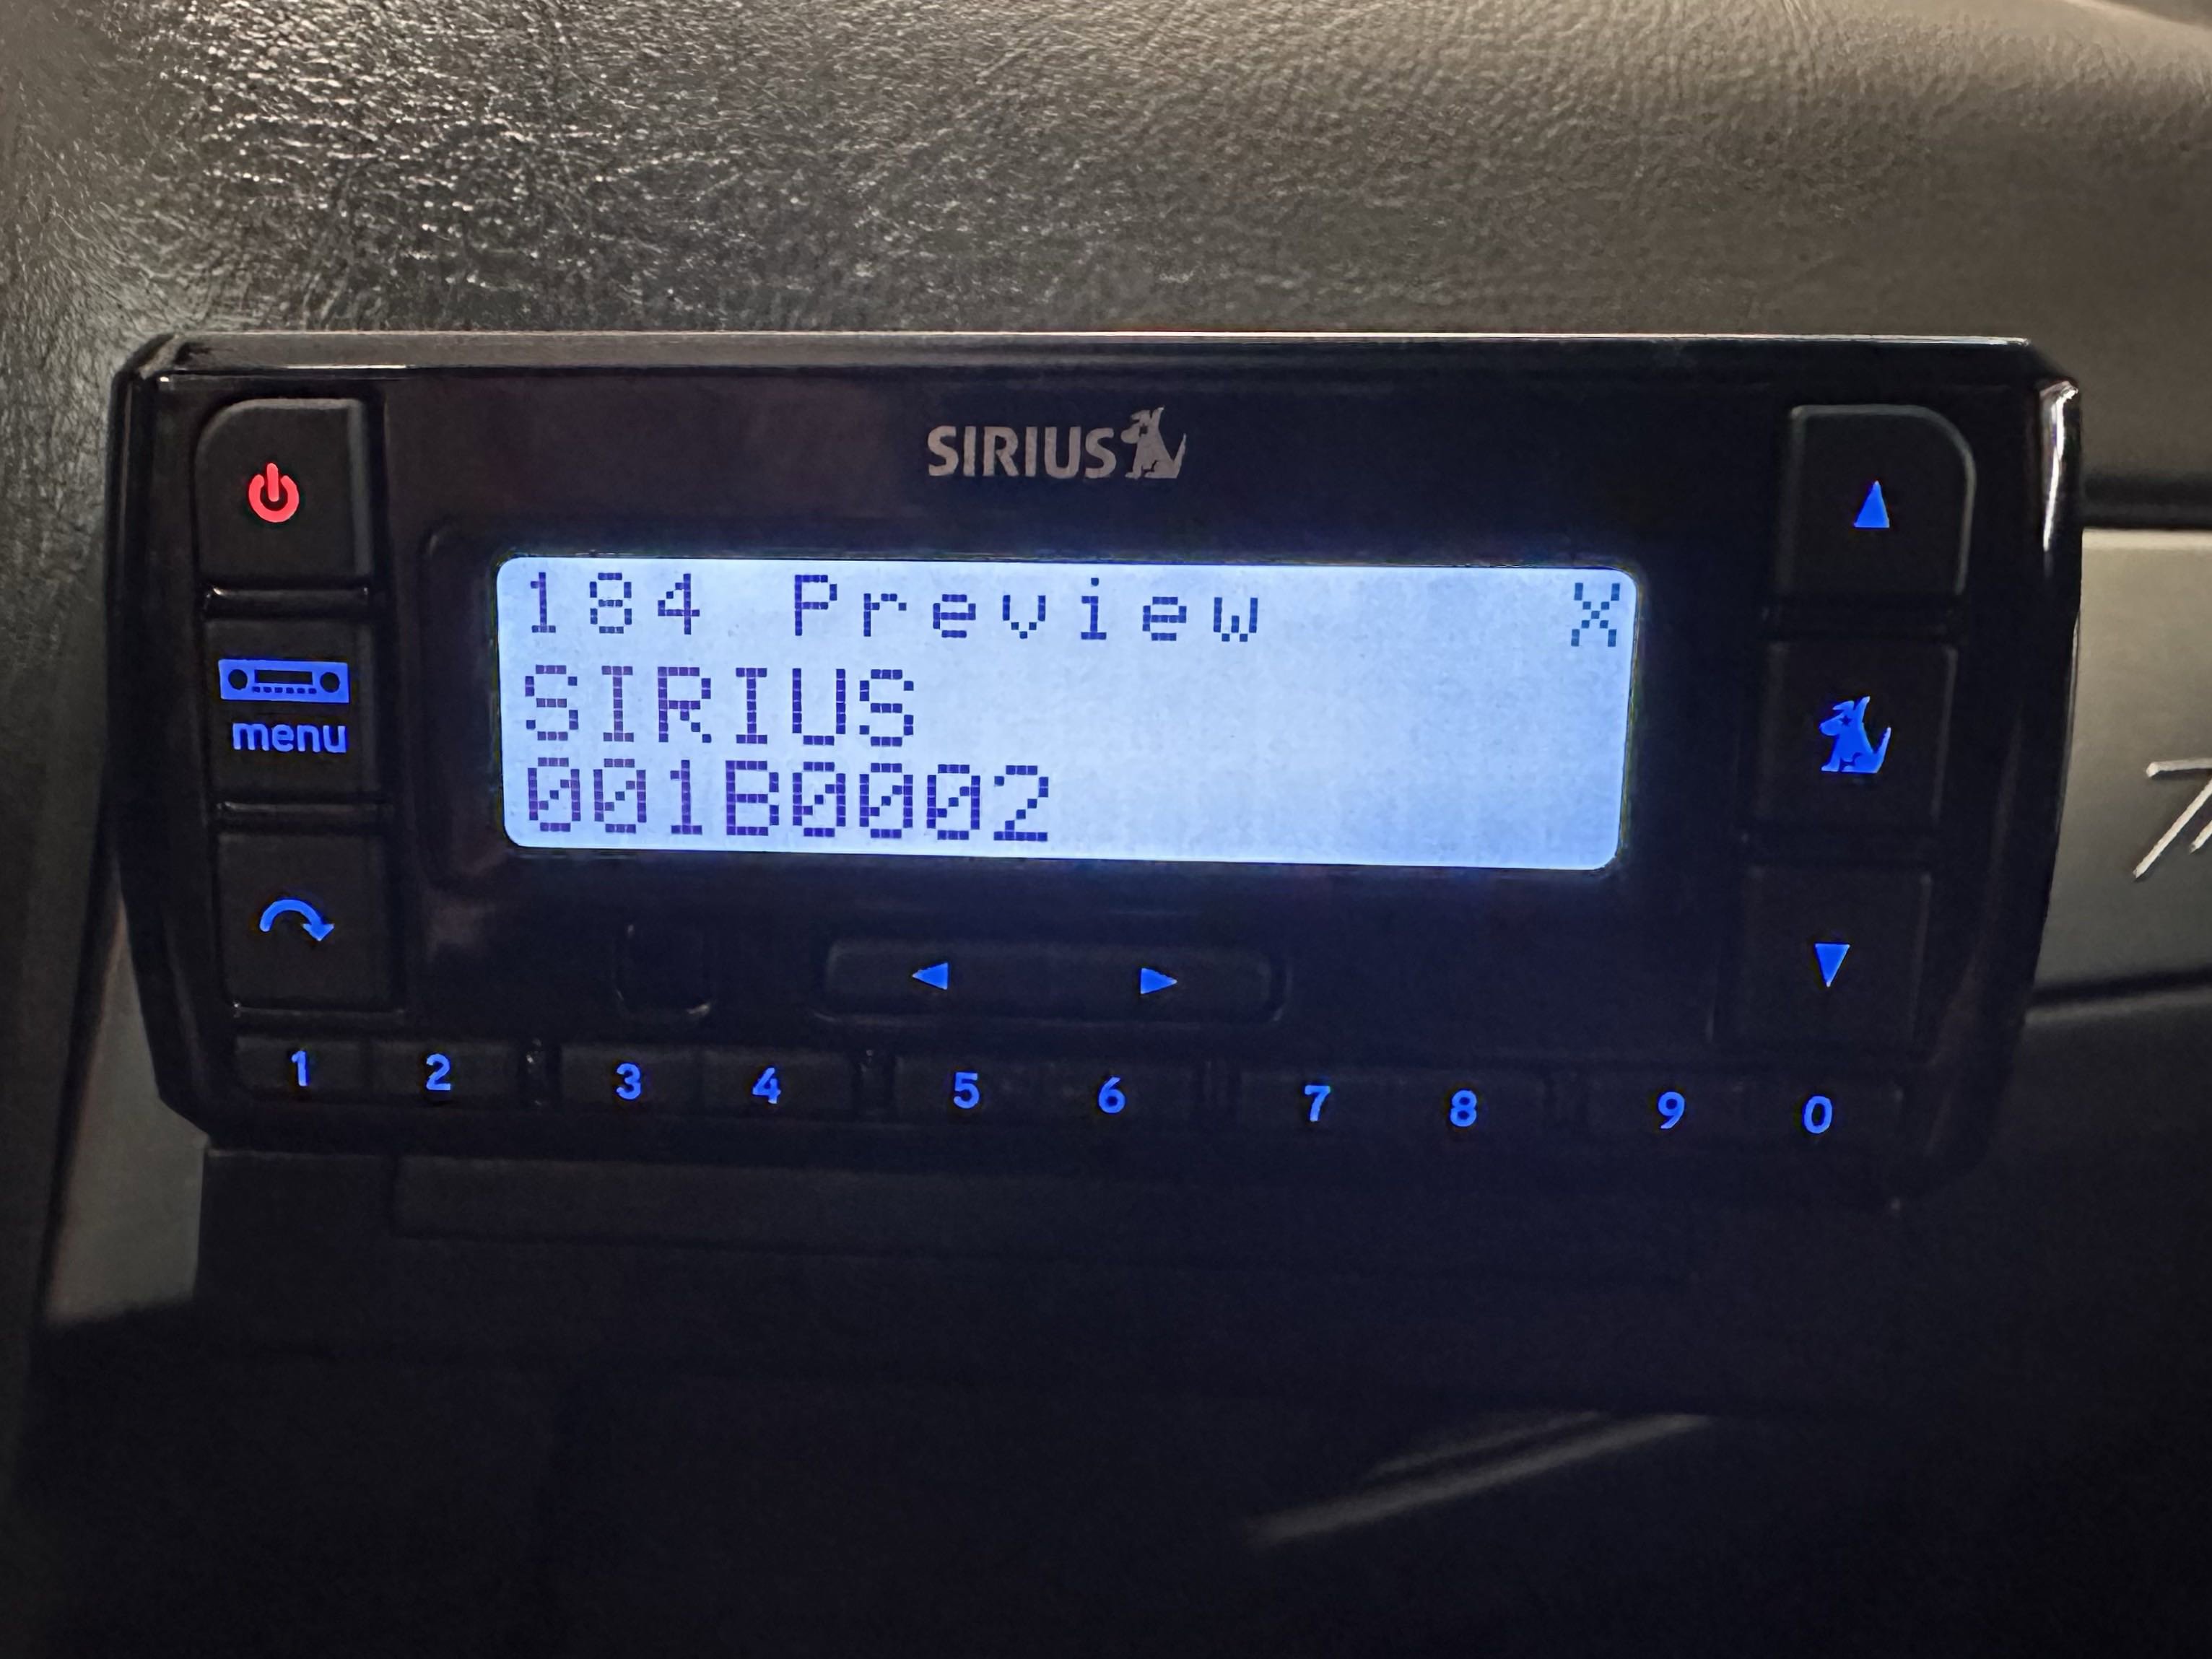 SIRIUS
184 Preview X
SIRIUS
001B0002
menu
1 2 3 4 5 6 7 8 9 0